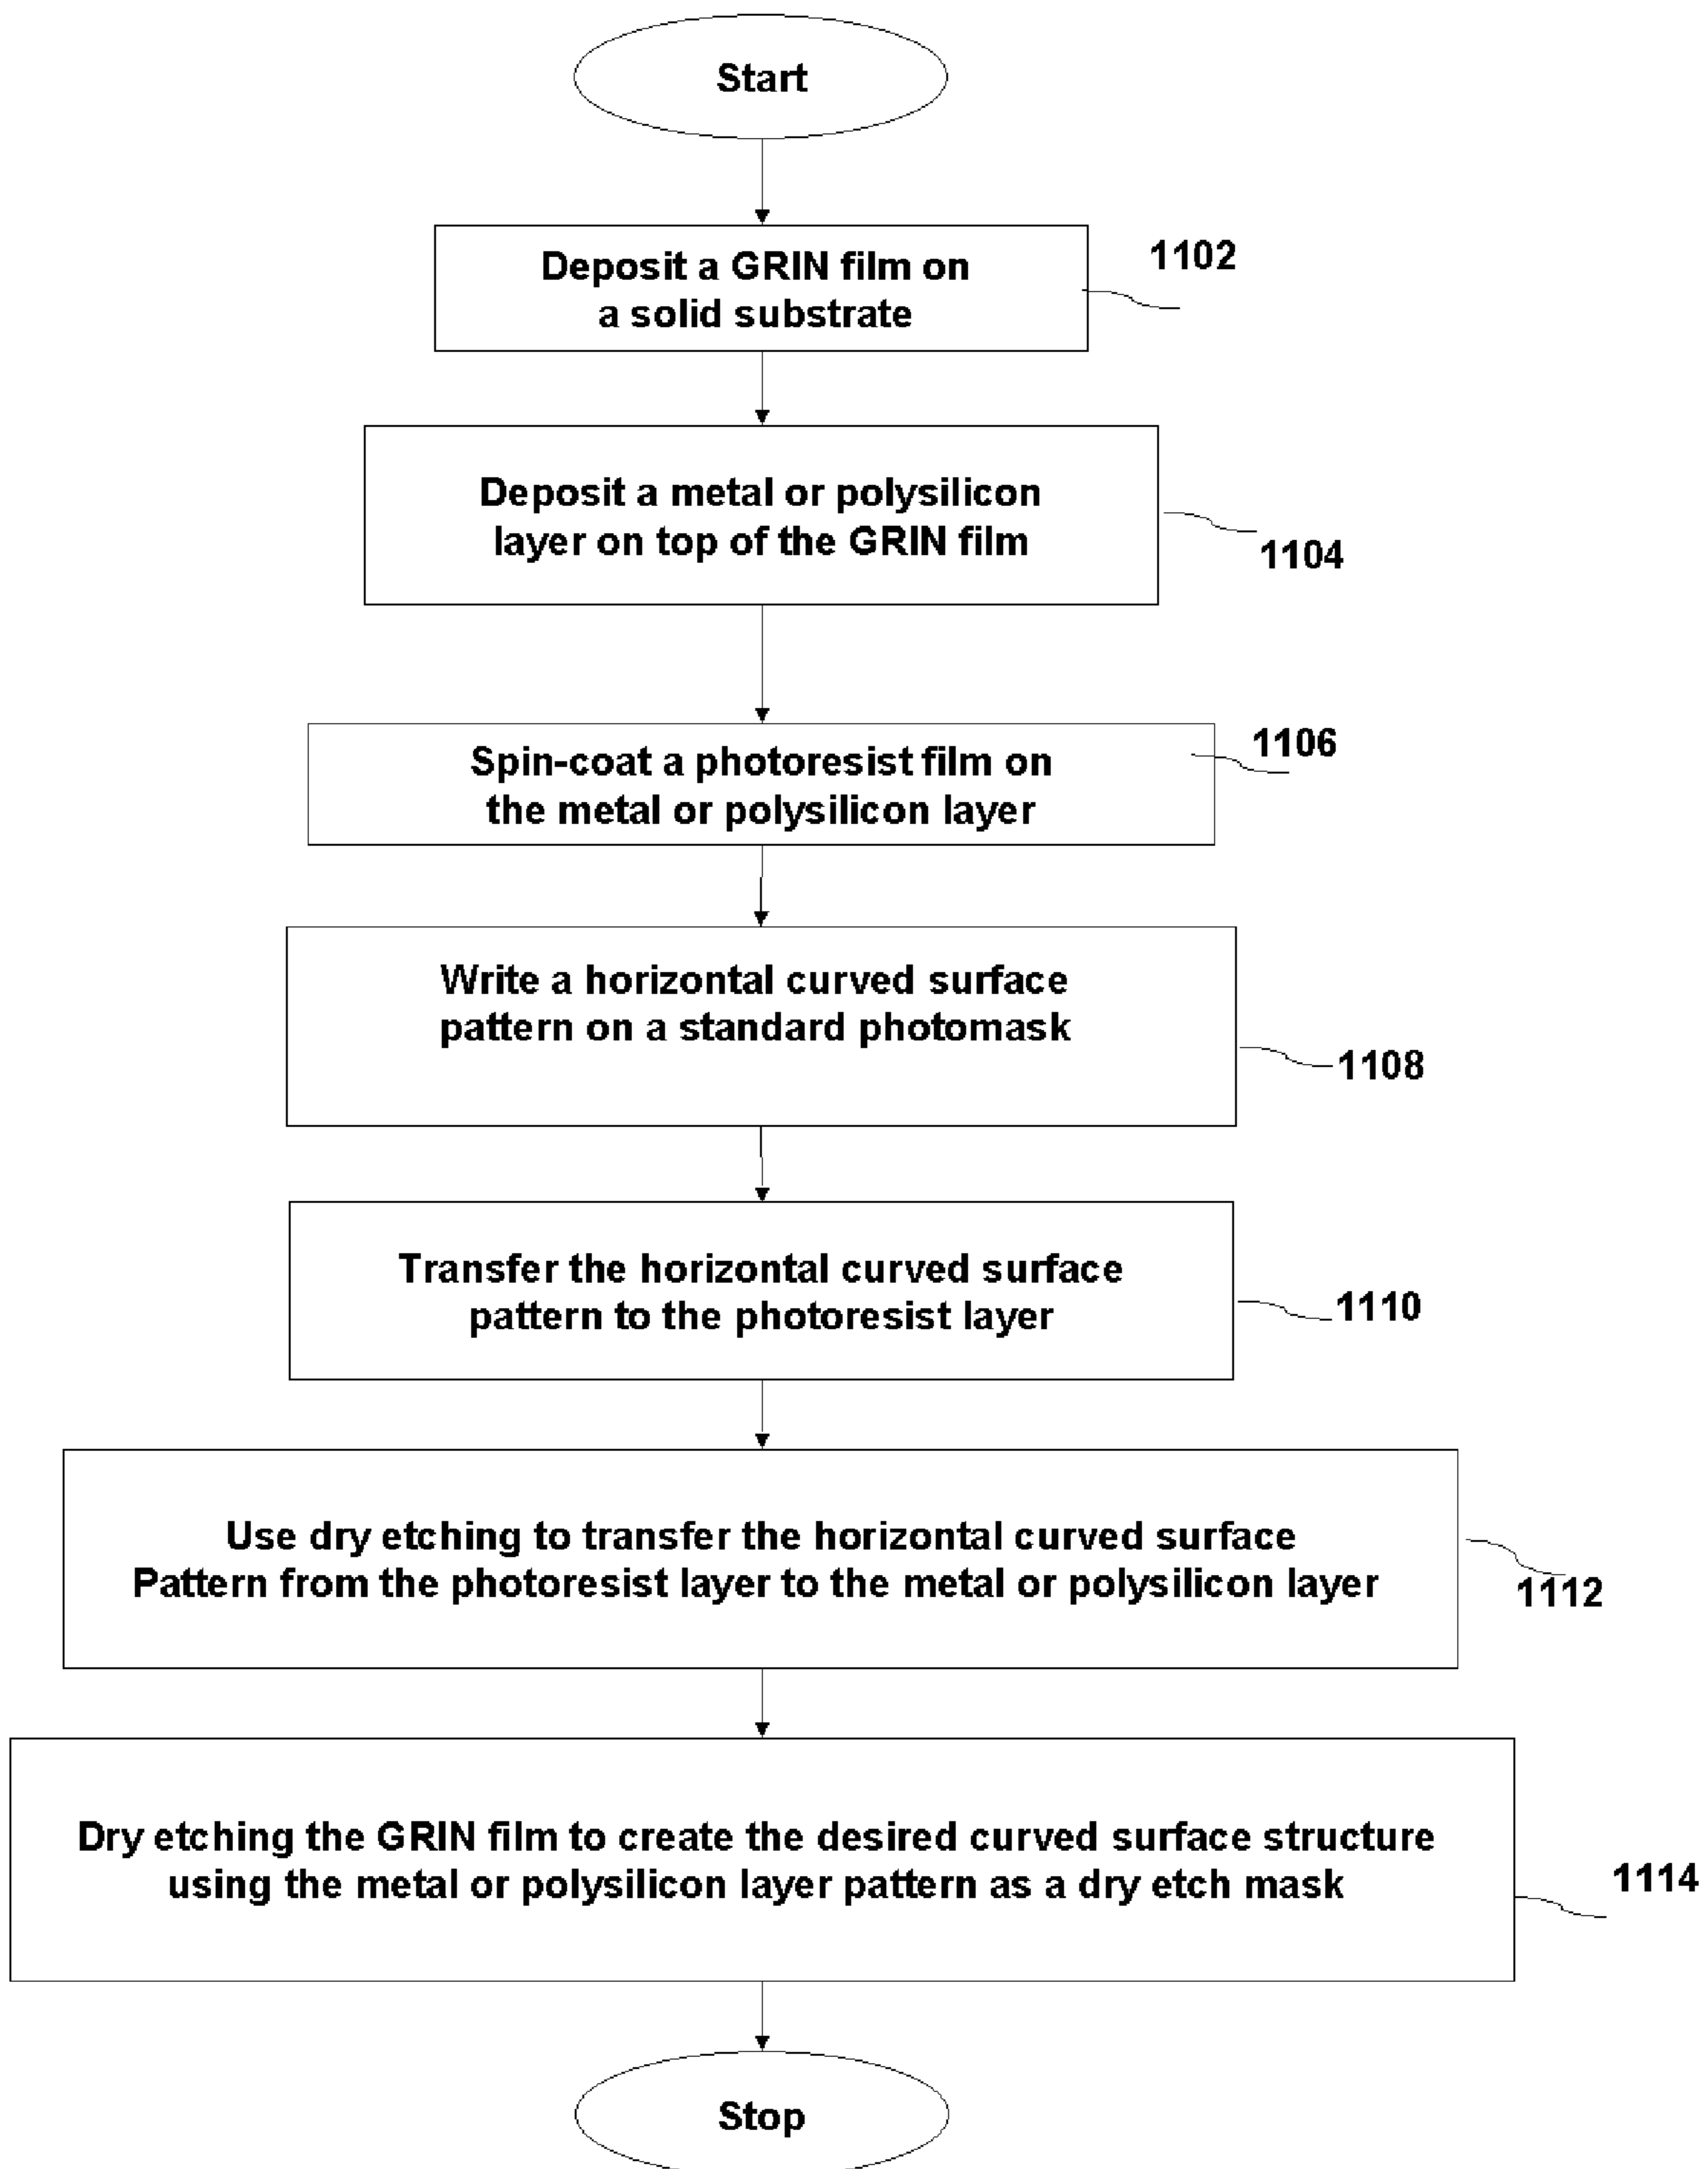 Start
Deposit a GRIN film on
a solid substrate
1102
Deposit a metal or polysilicon
layer on top of the GRIN film
1104
Spin-coat a photoresist film on
the metal or polysilicon layer
1106
Write a horizontal curved surface
pattern on a standard photomask
1108
Transfer the horizontal curved surface
pattern to the photoresist layer
1110
Use dry etching to transfer the horizontal curved surface
Pattern from the photoresist layer to the metal or polysilicon layer
1112
Dry etching the GRIN film to create the desired curved surface structure
using the metal or polysilicon layer pattern as a dry etch mask
1114
Stop